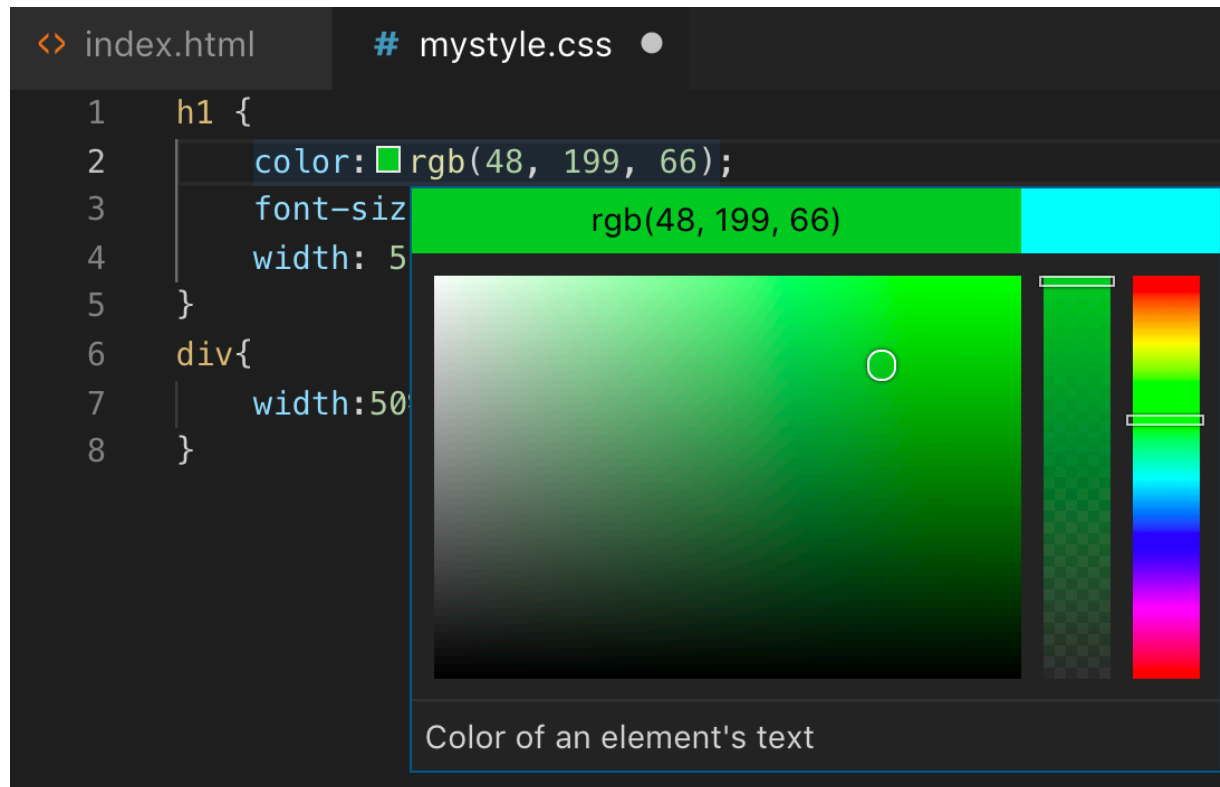 <> index.html # mystyle.css ●
1 h1 {
2 color: rgb(48, 199, 66);
3 font-siz
rgb(48, 199, 66)
4 width: 5
5 }
6 div{
7 width:50
8 }
Color of an element's text